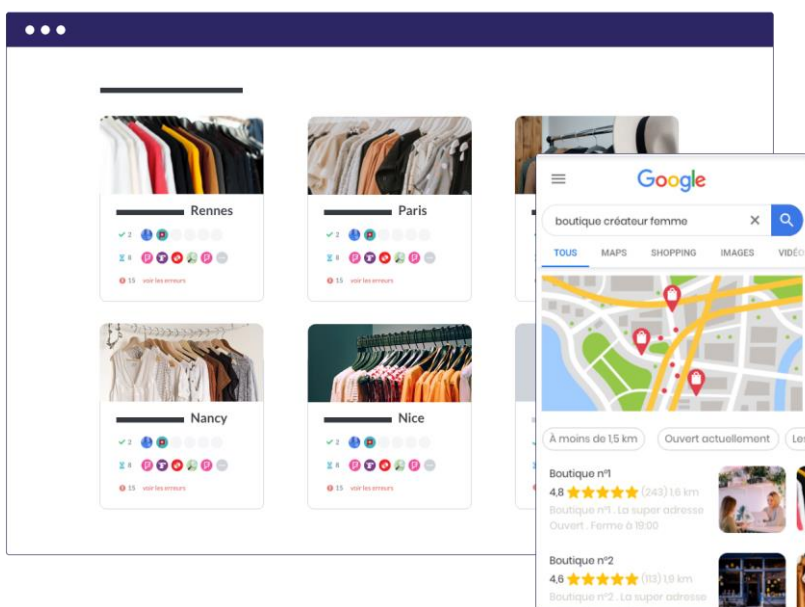 Rennes
✓ 2
8
15 voir les erreurs
Paris
✓ 2
8
15 voir les erreurs
Nancy
✓ 2
8
15 voir les erreurs
Nice
✓ 2
8
15 voir les erreurs
Google
boutique créateur femme
TOUS MAPS SHOPPING IMAGES VIDÉO
À moins de 1,5 km Ouvert actuellement Les
Boutique n°1
4,8 (243) 1,6 km
Boutique n°1 . La super adresse
Ouvert . Ferme à 19:00
Boutique n°2
4,6 (113) 1,9 km
Boutique n°2 . La super adresse